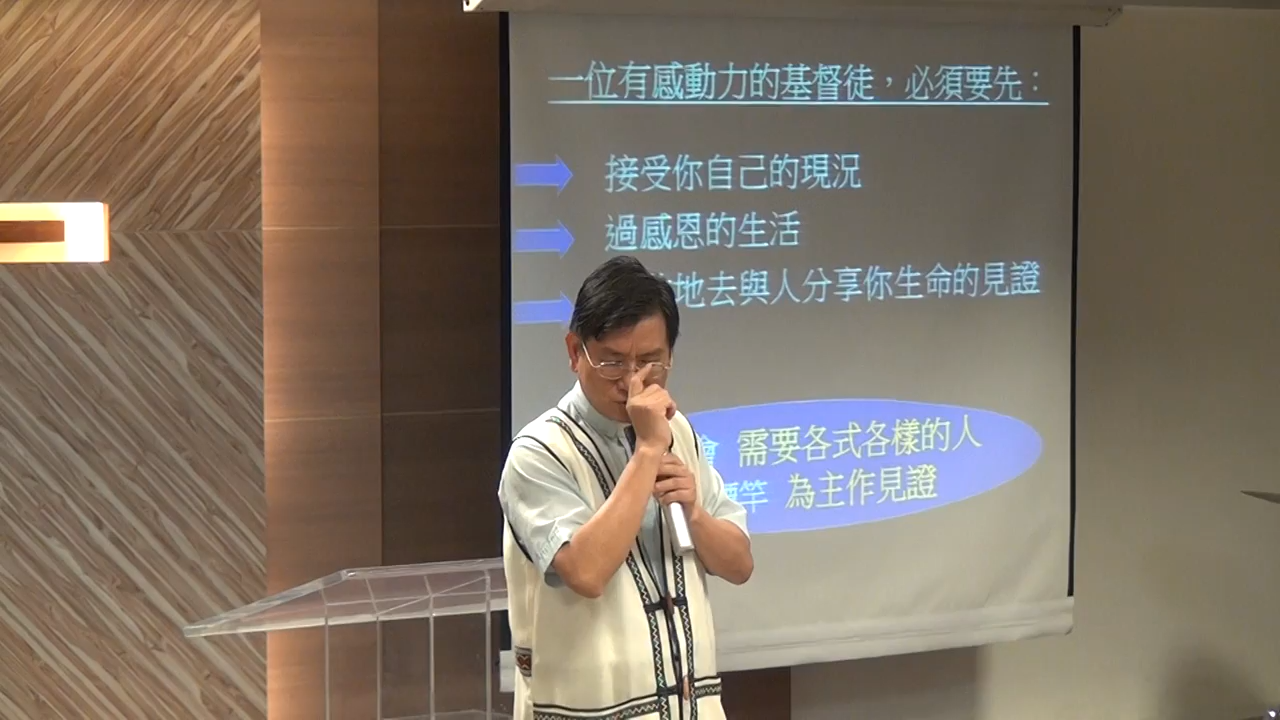 一位有感動力的基督徒，必須要先：
接受你自己的現況
過感恩的生活
地去與人分享你生命的見證
會 需要各式各樣的人
竿 為主作見證